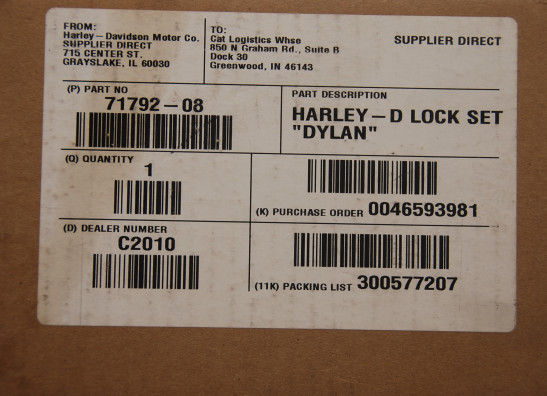 FROM:
Harley-Davidson Motor Co.
SUPPLIER DIRECT
715 CENTER ST.
GRAYSLAKE, IL 60030
TO:
Cat Logistics Whse
850 N Graham Rd., Suite B
Dock 30
Greenwood, IN 46143
SUPPLIER DIRECT
(P) PART NO
71792-08
PART DESCRIPTION
HARLEY-D LOCK SET
"DYLAN"
(Q) QUANTITY
1
(K) PURCHASE ORDER 0046593981
(D) DEALER NUMBER
C2010
(11K) PACKING LIST 300577207